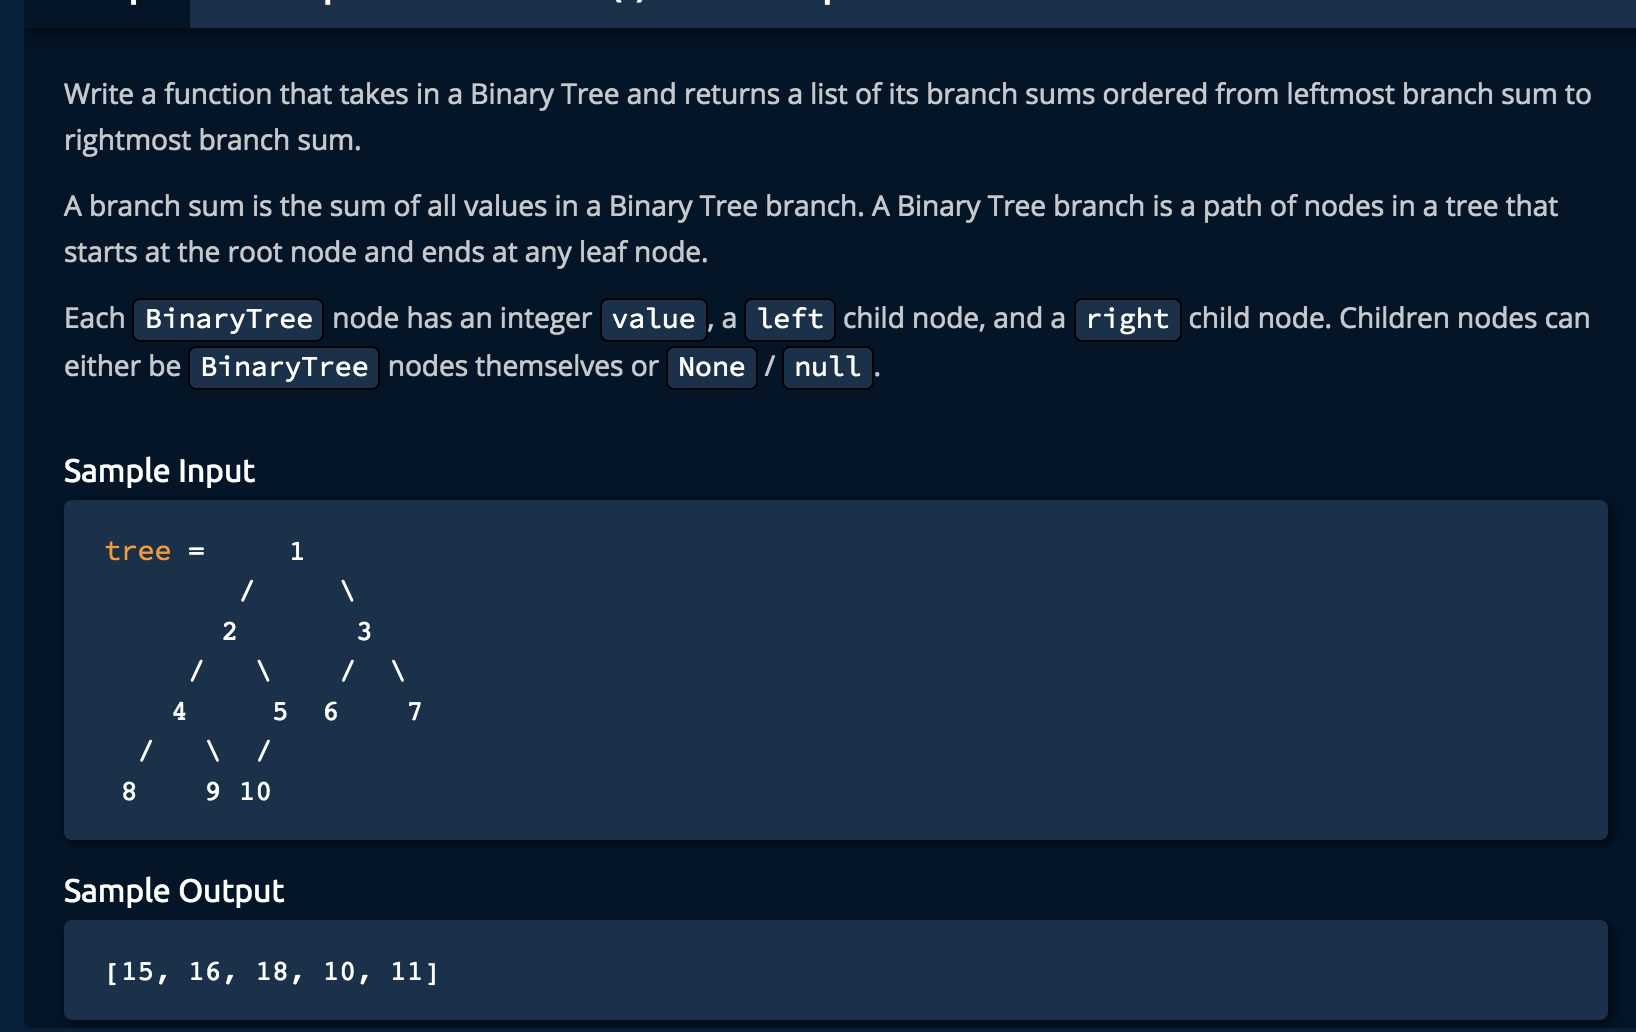 Write a function that takes in a Binary Tree and returns a list of its branch sums ordered from leftmost branch sum to
rightmost branch sum.
A branch sum is the sum of all values in a Binary Tree branch. A Binary Tree branch is a path of nodes in a tree that
starts at the root node and ends at any leaf node.
Each BinaryTree node has an integer value, a left child node, and a right child node. Children nodes can
either be BinaryTree nodes themselves or None / null.
Sample Input
tree =     1
        /     \
       2       3
     /   \    /  \
    4     5  6    7
  /   \  /
 8    9 10
Sample Output
[15, 16, 18, 10, 11]